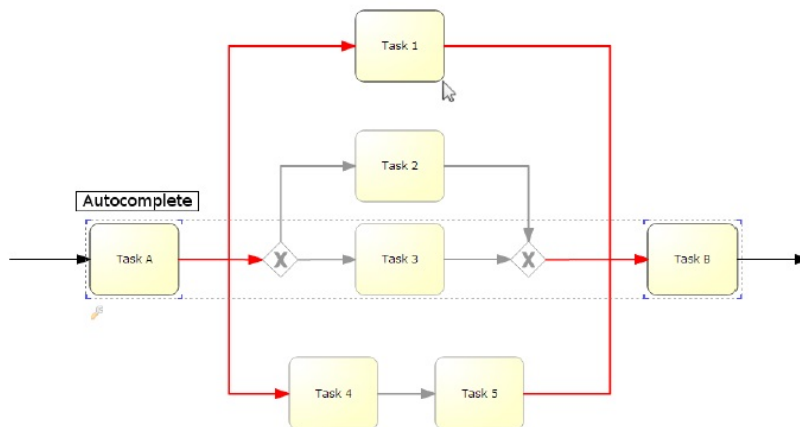 Task 1
Task 2
Autocomplete
Task A
X
Task 3
X
Task B
Task 4
Task 5